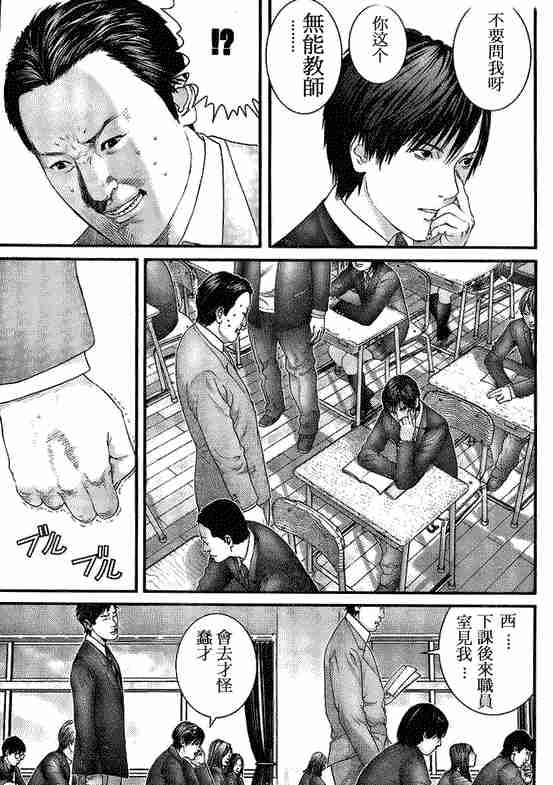 不要問我呀
你这个
無能教師
………
!?
ブル
ブル
西….
下課後來職員
室見我…
會去才怪
蠢才